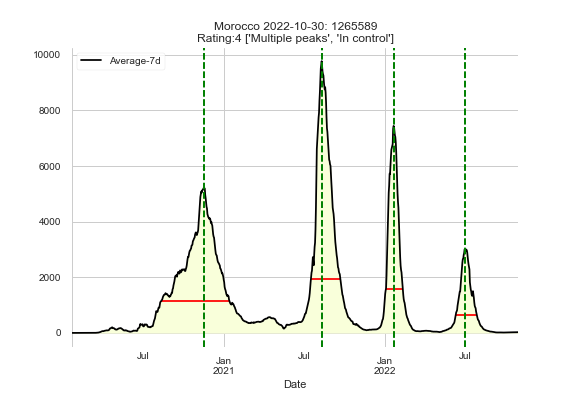 Morocco 2022-10-30: 1265589
Rating:4 ['Multiple peaks', 'In control']
Average-7d
10000
8000
6000
4000
2000
0
Jul
Jan
2021
Jul
Jan
2022
Jul
Date